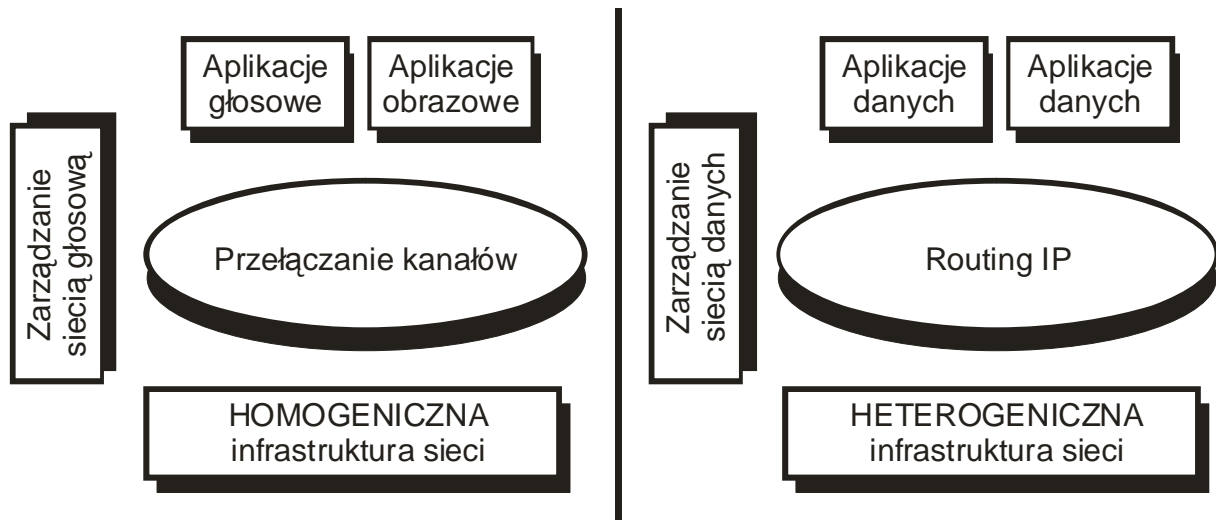 Aplikacje
głosowe
Aplikacje
obrazowe
Zarządzanie
siecią głosową
Przełączanie kanałów
HOMOGENICZNA
infrastruktura sieci
Aplikacje
danych
Aplikacje
danych
Zarządzanie
siecią danych
Routing IP
HETEROGENICZNA
infrastruktura sieci